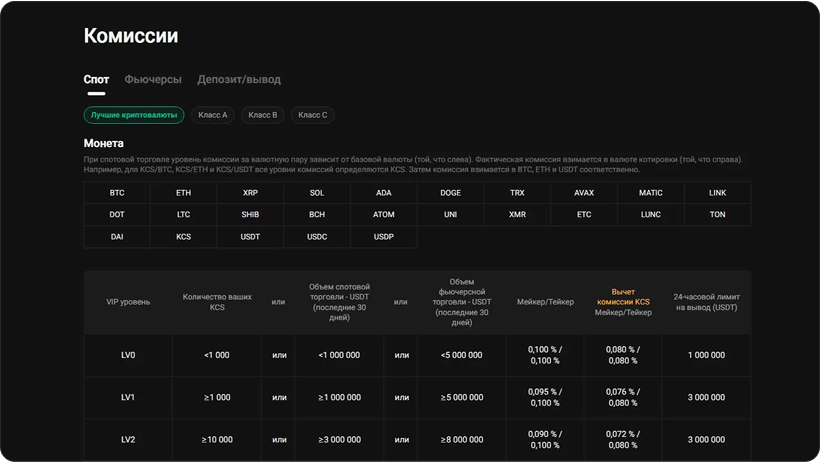 Комиссии
Спот Фьючерсы Депозит/вывод
Лучшие криптовалюты Класс A Класс B Класс C
Монета
При спотовой торговле уровень комиссии за валютную пару зависит от базовой валюты (той, что слева). Фактическая комиссия взимается в валюте котировки (той, что справа).
Например, для KCS/BTC, KCS/ETH и KCS/USDT все уровни комиссий определяются KCS. Затем комиссия взимается в BTC, ETH и USDT соответственно.
BTC ETH XRP SOL ADA DOGE TRX AVAX MATIC LINK
DOT LTC SHIB BCH ATOM UNI XMR ETC LUNC TON
DAI KCS USDT USDC USDP
VIP уровень
Количество ваших
KCS
или
Объем спотовой
торговли - USDT
(последние 30
дней)
или
Объем
фьючерсной
торговли - USDT
(последние 30
дней)
Мейкер/Тейкер
Вычет
комиссии KCS
Мейкер/Тейкер
24-часовой лимит
на вывод (USDT)
LV0 <1 000 или <1 000 000 или <5 000 000 0,100 % / 0,080 % / 1 000 000
0,100 % 0,080 %
LV1 ≥1 000 или ≥1 000 000 или ≥5 000 000 0,095 % / 0,076 % / 3 000 000
0,100 % 0,080 %
LV2 ≥10 000 или ≥3 000 000 или ≥8 000 000 0,090 % / 0,072 % / 3 000 000
0,100 % 0,080 %